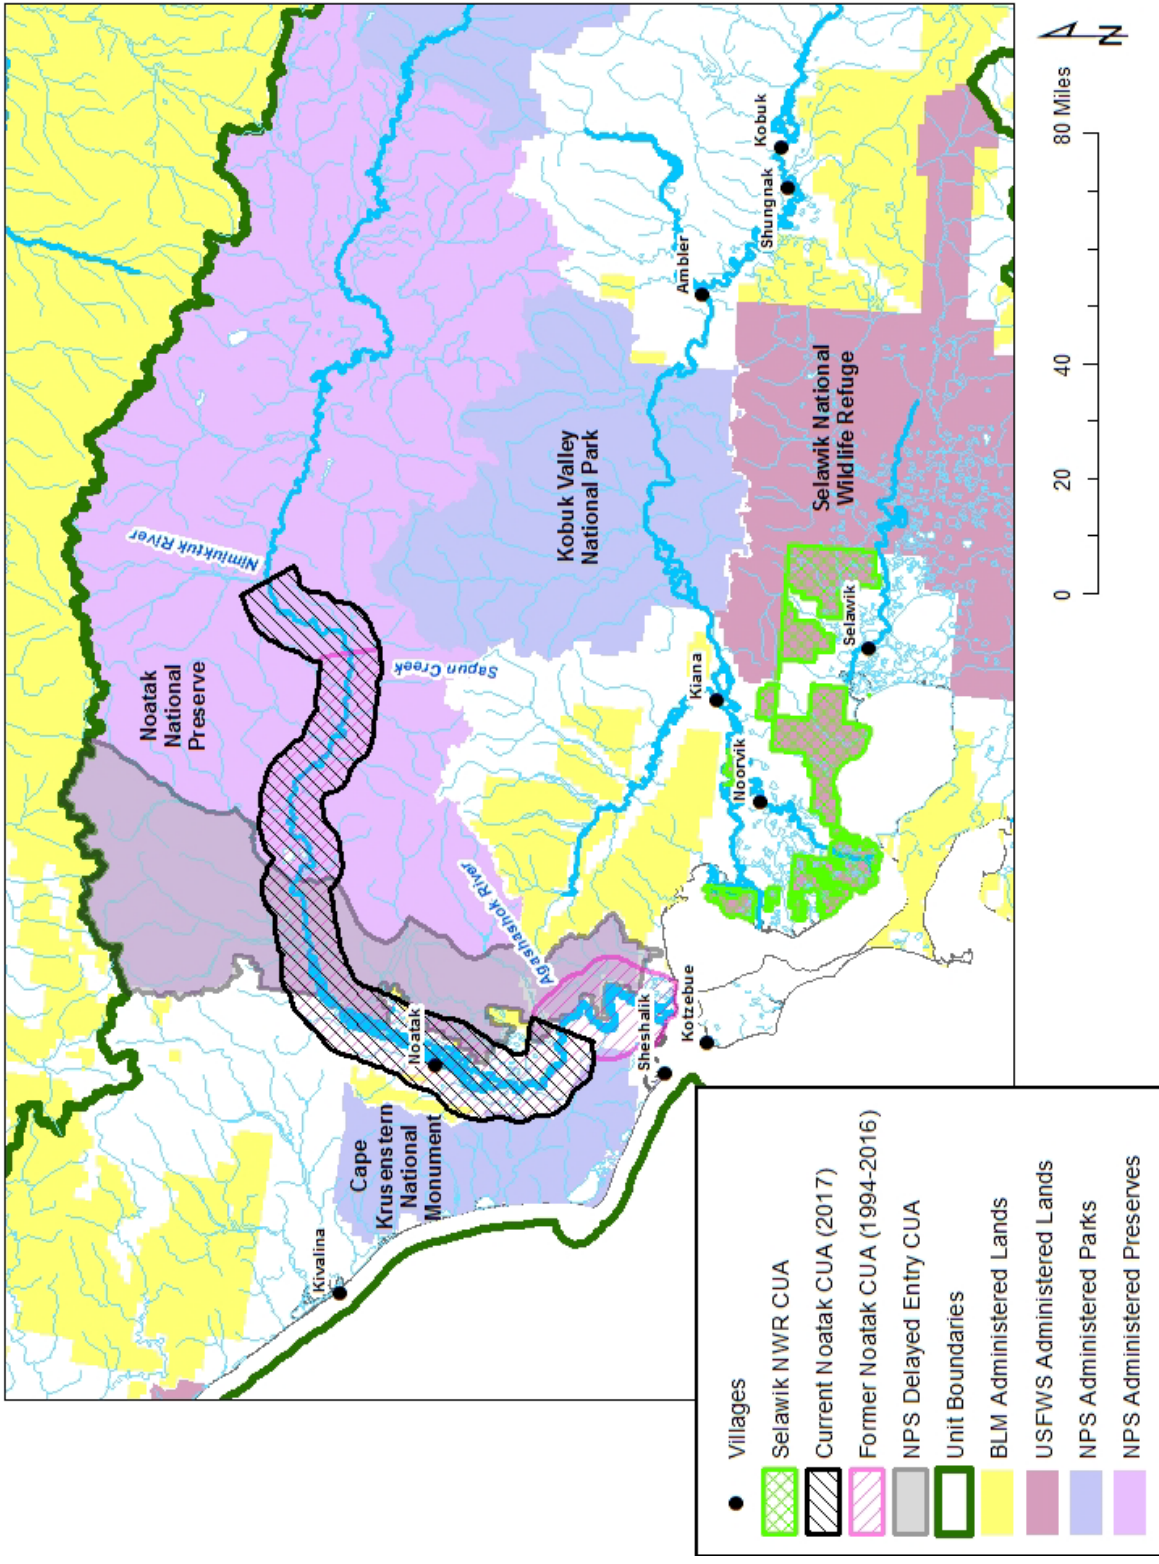 Nimiuktuk River
Noatak
National
Preserve
Sapun Creek
Agashashok River
Noatak
Cape
Krusenstern
National
Monument
Kivalina
Sheshalik
Kotzebue
Kobuk Valley
National Park
Kiana
Noorvik
Selawik
Ambler
Shungnak
Kobuk
Selawik National
Wildlife Refuge
0 20 40 80 Miles
N
Villages
Selawik NWR CUA
Current Noatak CUA (2017)
Former Noatak CUA (1994-2016)
NPS Delayed Entry CUA
Unit Boundaries
BLM Administered Lands
USFWS Administered Lands
NPS Administered Parks
NPS Administered Preserves